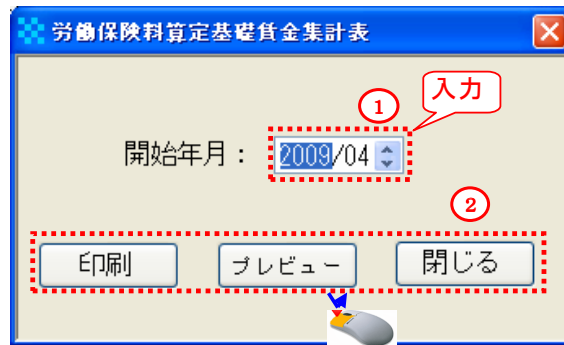 労働保険料算定基礎賃金集計表
入力
①
開始年月： 2009/04
②
印刷 プレビュー 閉じる